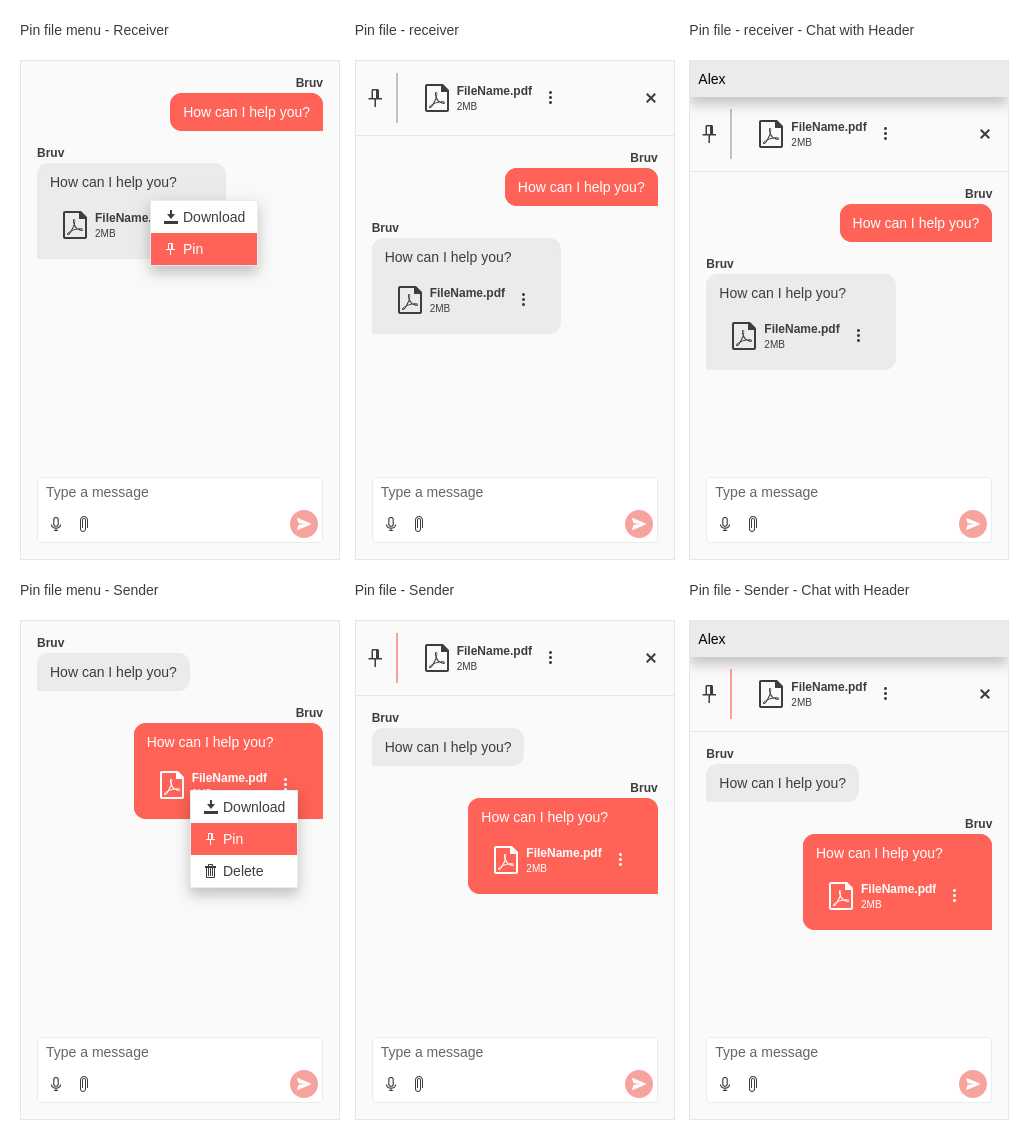 Pin file menu - Receiver
Bruv
How can I help you?
Bruv
How can I help you?
FileName.
2MB
Download
Pin
Type a message
Pin file - receiver
FileName.pdf
2MB
Bruv
How can I help you?
Bruv
How can I help you?
FileName.pdf
2MB
Type a message
Pin file - receiver - Chat with Header
Alex
FileName.pdf
2MB
Bruv
How can I help you?
Bruv
How can I help you?
FileName.pdf
2MB
Type a message
Pin file menu - Sender
Bruv
How can I help you?
Bruv
How can I help you?
FileName.pdf
Download
Pin
Delete
Type a message
Pin file - Sender
FileName.pdf
2MB
Bruv
How can I help you?
Bruv
How can I help you?
FileName.pdf
2MB
Type a message
Pin file - Sender - Chat with Header
Alex
FileName.pdf
2MB
Bruv
How can I help you?
Bruv
How can I help you?
FileName.pdf
2MB
Type a message